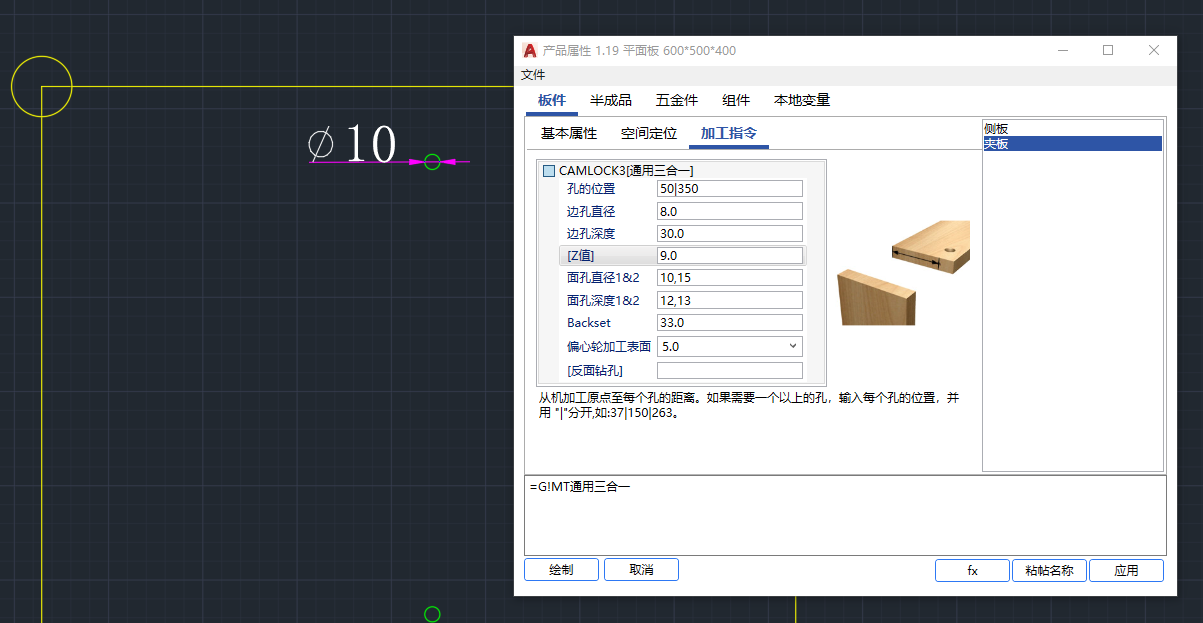 ∅10
产品属性 1.19 平面板 600*500*400
文件
板件 半成品 五金件 组件 本地变量
基本属性 空间定位 加工指令
侧板
夹板
CAMLOCK3[通用三合一]
孔的位置 50|350
边孔直径 8.0
边孔深度 30.0
[Z值] 9.0
面孔直径1&2 10,15
面孔深度1&2 12,13
Backset 33.0
偏心轮加工表面 5.0
[反面钻孔]
从机加工原点至每个孔的距离。如果需要一个以上的孔，输入每个孔的位置，并
用 "|"分开,如:37|150|263。
=G!MT通用三合一
绘制 取消 fx 粘帖名称 应用